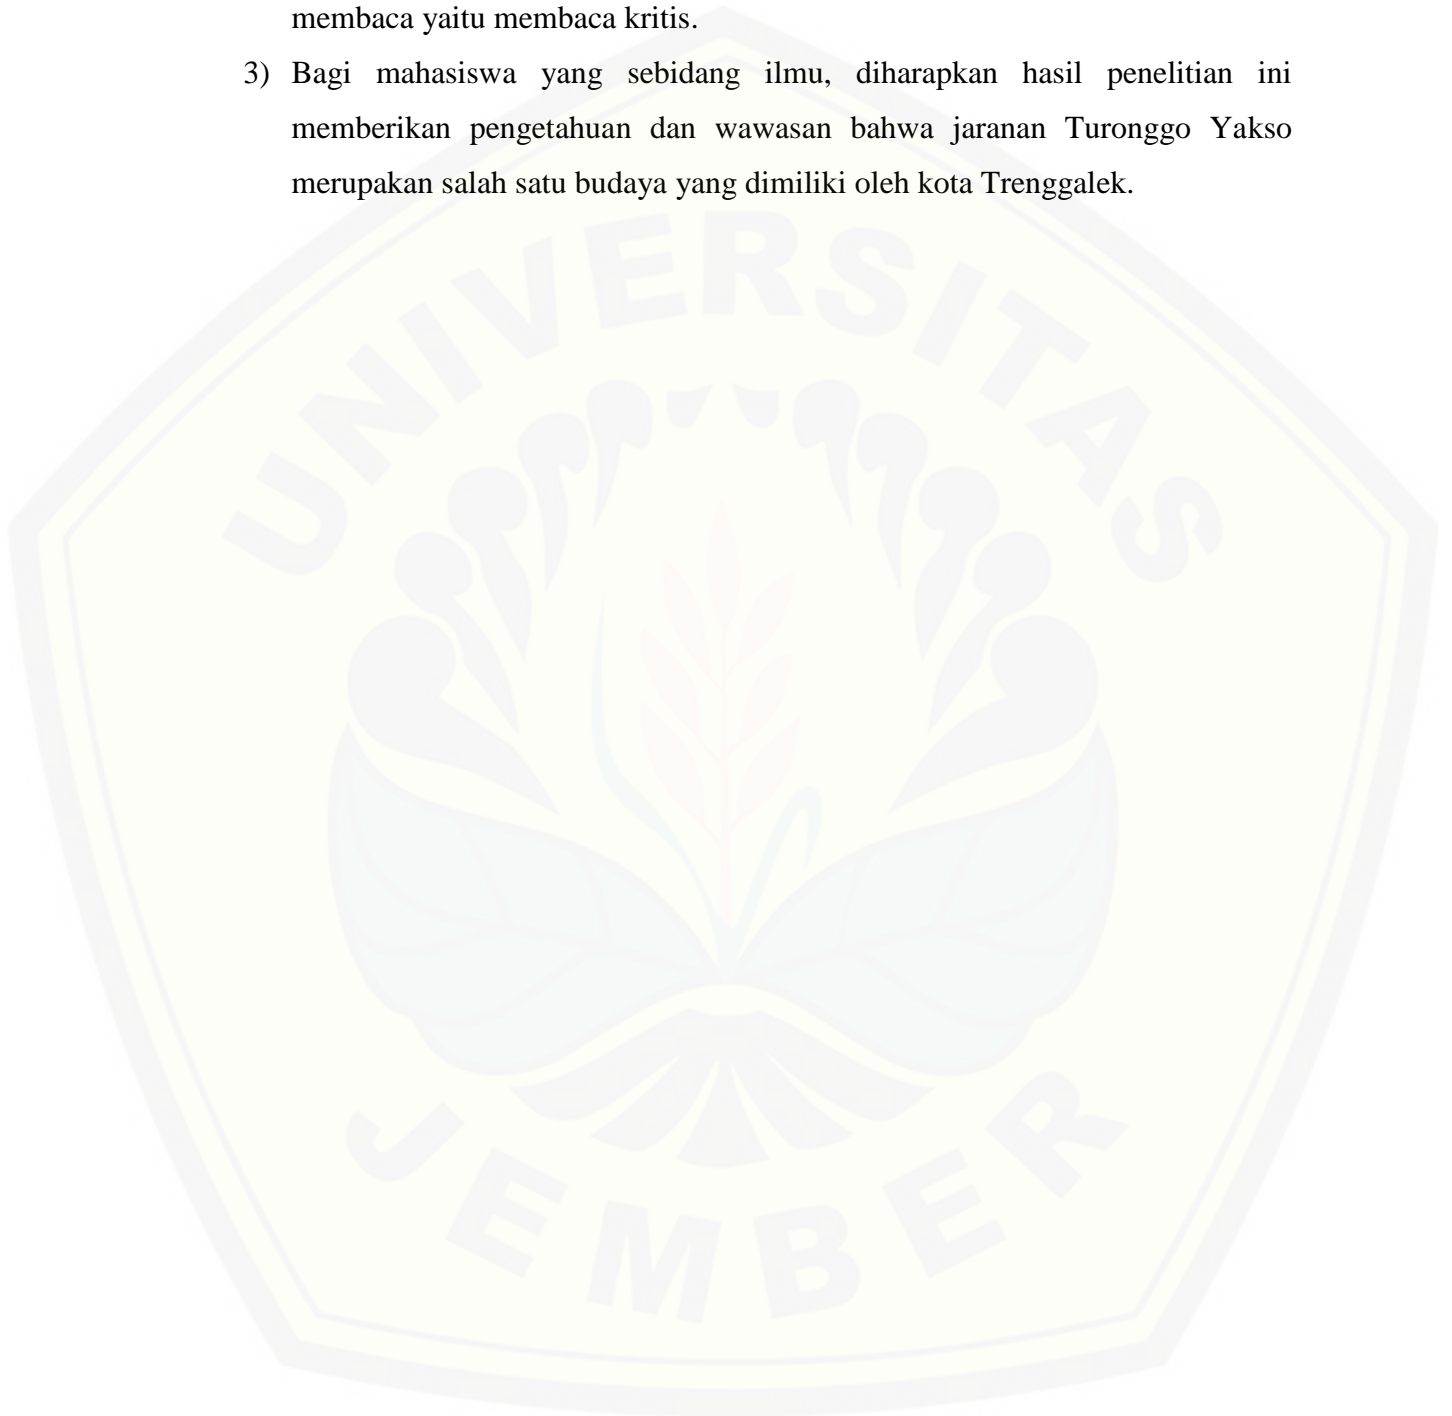 membaca yaitu membaca kritis.
3) Bagi mahasiswa yang sebidang ilmu, diharapkan hasil penelitian ini
memberikan pengetahuan dan wawasan bahwa jaranan Turonggo Yakso
merupakan salah satu budaya yang dimiliki oleh kota Trenggalek.
UNIVERSITAS
JEMBER